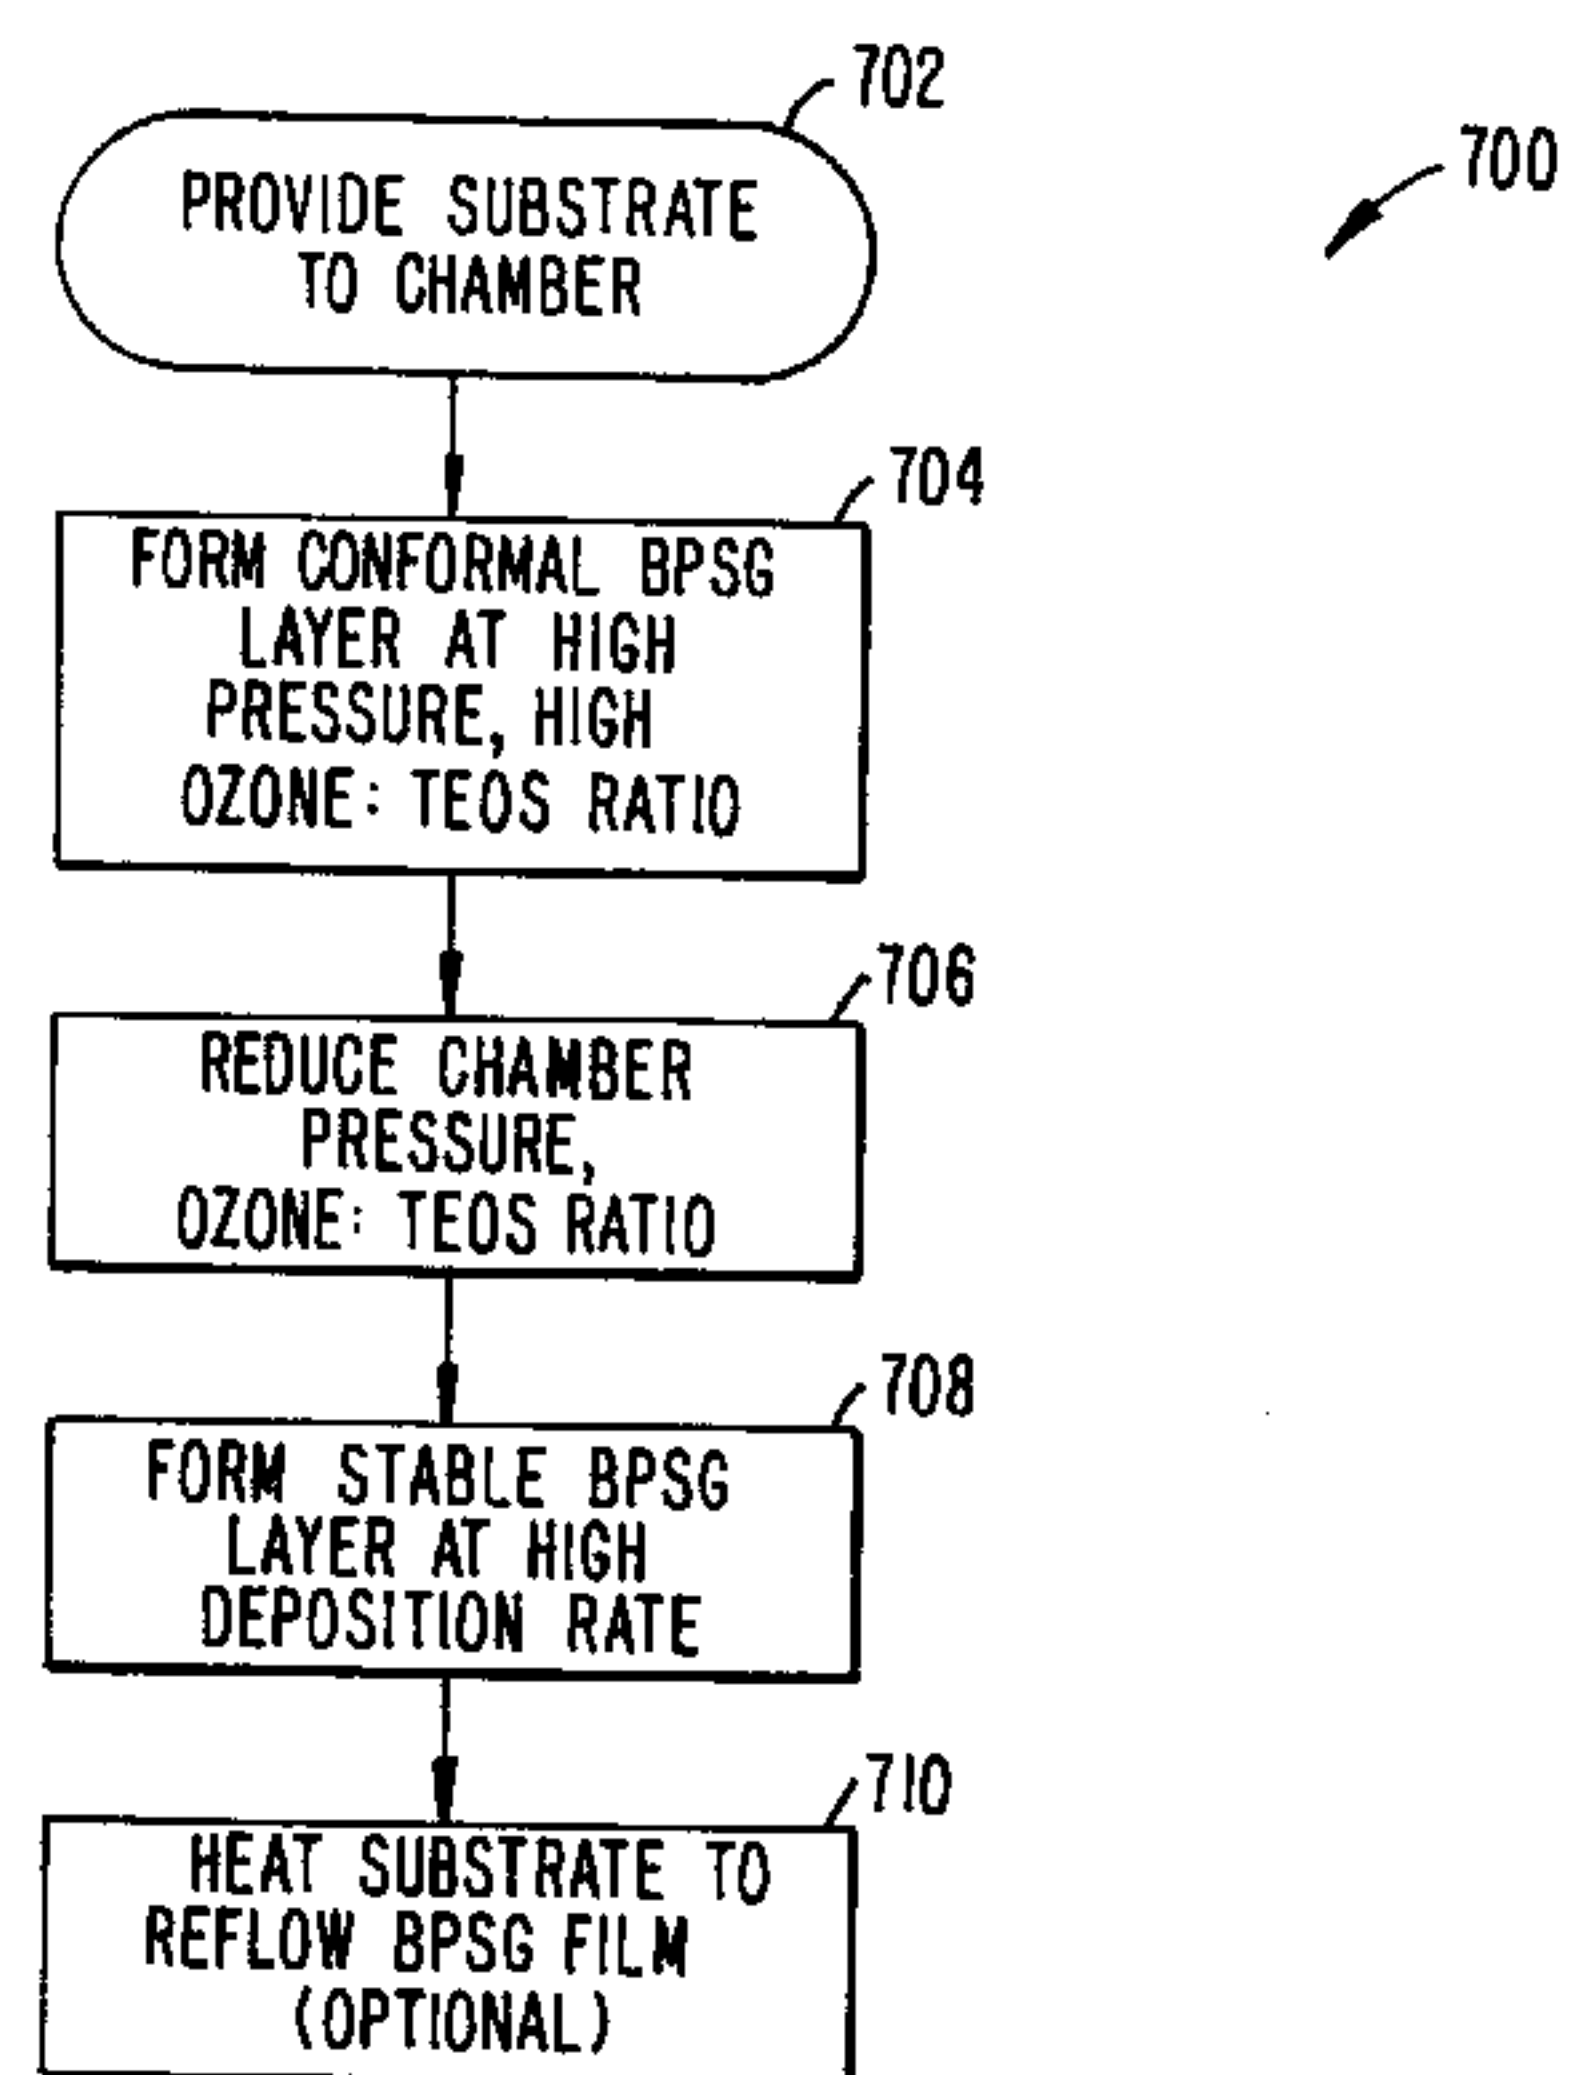 702
700
PROVIDE SUBSTRATE
TO CHAMBER
704
FORM CONFORMAL BPSG
LAYER AT HIGH
PRESSURE, HIGH
OZONE: TEOS RATIO
706
REDUCE CHAMBER
PRESSURE,
OZONE: TEOS RATIO
708
FORM STABLE BPSG
LAYER AT HIGH
DEPOSITION RATE
710
HEAT SUBSTRATE TO
REFLOW BPSG FILM
(OPTIONAL)